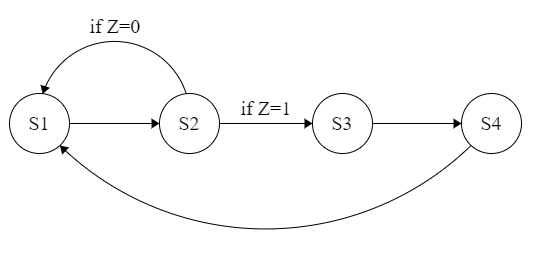 if Z=0
S1
S2
if Z=1
S3
S4